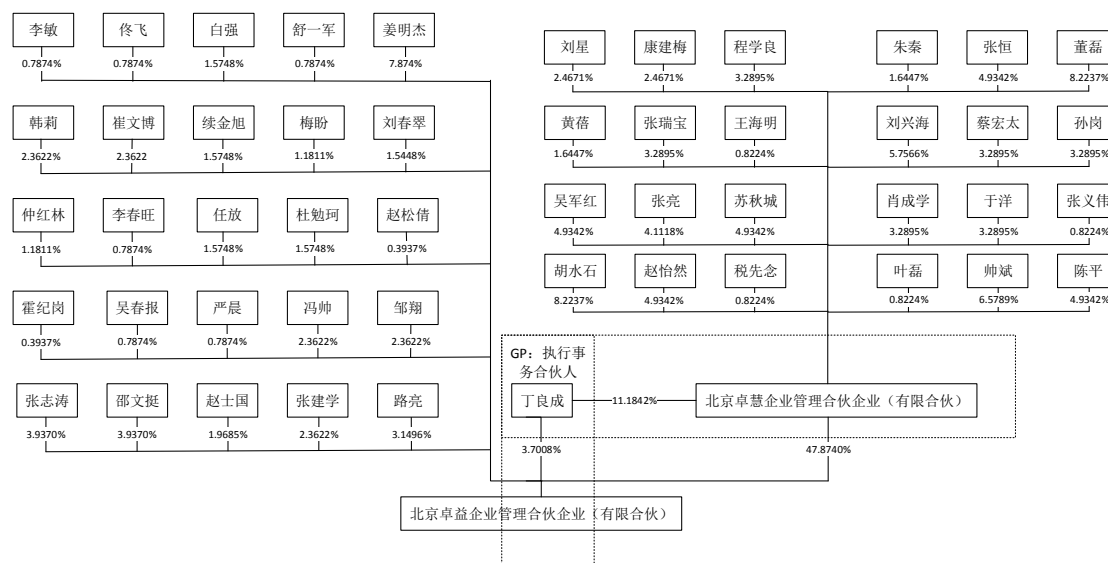 李敏 佟飞 白强 舒一军 姜明杰
0.7874% 0.7874% 1.5748% 0.7874% 7.874%
韩莉 崔文博 续金旭 梅盼 刘春翠
2.3622% 2.3622 1.5748% 1.1811% 1.5448%
仲红林 李春旺 任放 杜勉珂 赵松倩
1.1811% 0.7874% 1.5748% 1.5748% 0.3937%
霍纪岗 吴春报 严晨 冯帅 邹翔
0.3937% 0.7874% 0.7874% 2.3622% 2.3622%
张志涛 邵文挺 赵士国 张建学 路亮
3.9370% 3.9370% 1.9685% 2.3622% 3.1496%
刘星 康建梅 程学良 朱秦 张恒 董磊
2.4671% 2.4671% 3.2895% 1.6447% 4.9342% 8.2237%
黄蓓 张瑞宝 王海明 刘兴海 蔡宏太 孙岗
1.6447% 3.2895% 0.8224% 5.7566% 3.2895% 3.2895%
吴军红 张亮 苏秋城 肖成学 于洋 张义伟
4.9342% 4.1118% 4.9342% 3.2895% 3.2895% 0.8224%
胡水石 赵怡然 税先念 叶磊 帅斌 陈平
8.2237% 4.9342% 0.8224% 0.8224% 6.5789% 4.9342%
GP：执行事
务合伙人
丁良成 11.1842% 北京卓慧企业管理合伙企业（有限合伙）
3.7008% 47.8740%
北京卓益企业管理合伙企业（有限合伙）